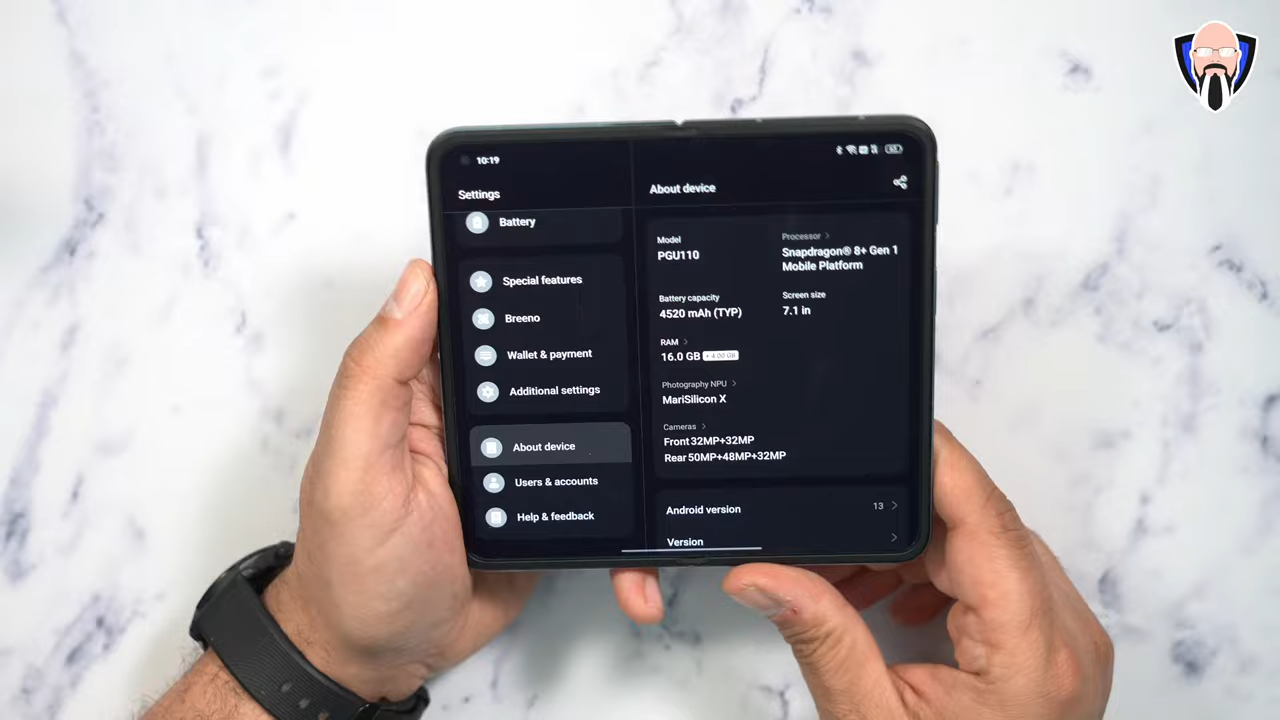 10:19
Settings
Battery
Special features
Breeno
Wallet & payment
Additional settings
About device
Users & accounts
Help & feedback
About device
Model
PGU110
Processor
Snapdragon® 8+ Gen 1
Mobile Platform
Battery capacity
4520 mAh (TYP)
Screen size
7.1 in
RAM
16.0 GB + 4.00 GB
Photography NPU
MariSilicon X
Cameras
Front 32MP+32MP
Rear 50MP+48MP+32MP
Android version 13
Version